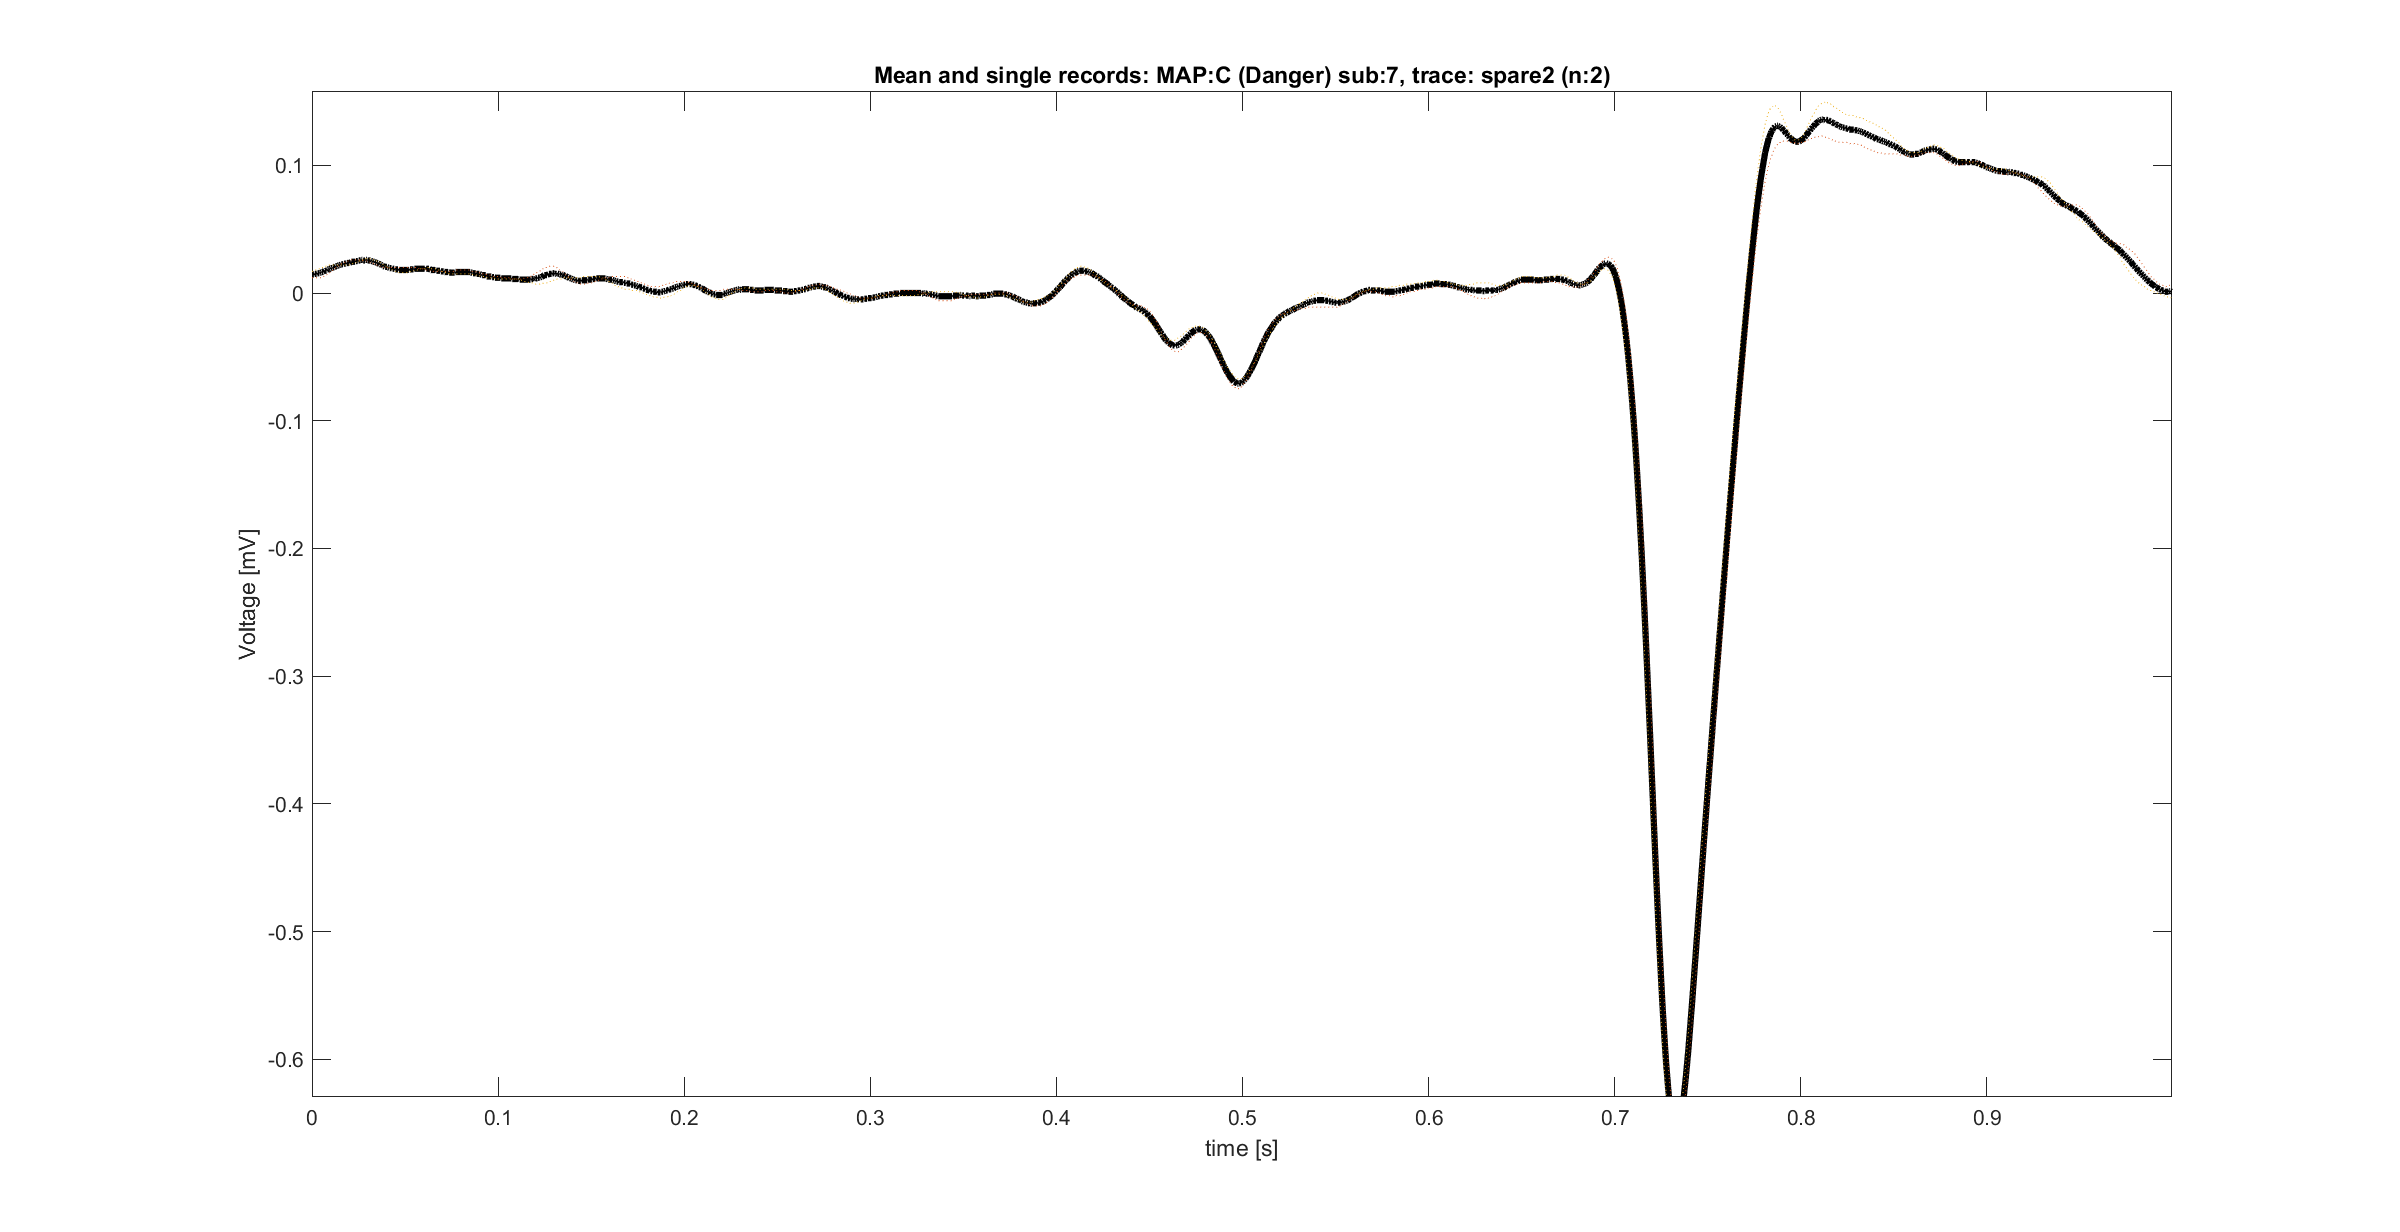 Mean and single records: MAP:C (Danger) sub:7, trace: spare2 (n:2)
0.1
0
-0.1
-0.2
-0.3
-0.4
-0.5
-0.6
Voltage [mV]
0 0.1 0.2 0.3 0.4 0.5 0.6 0.7 0.8 0.9
time [s]